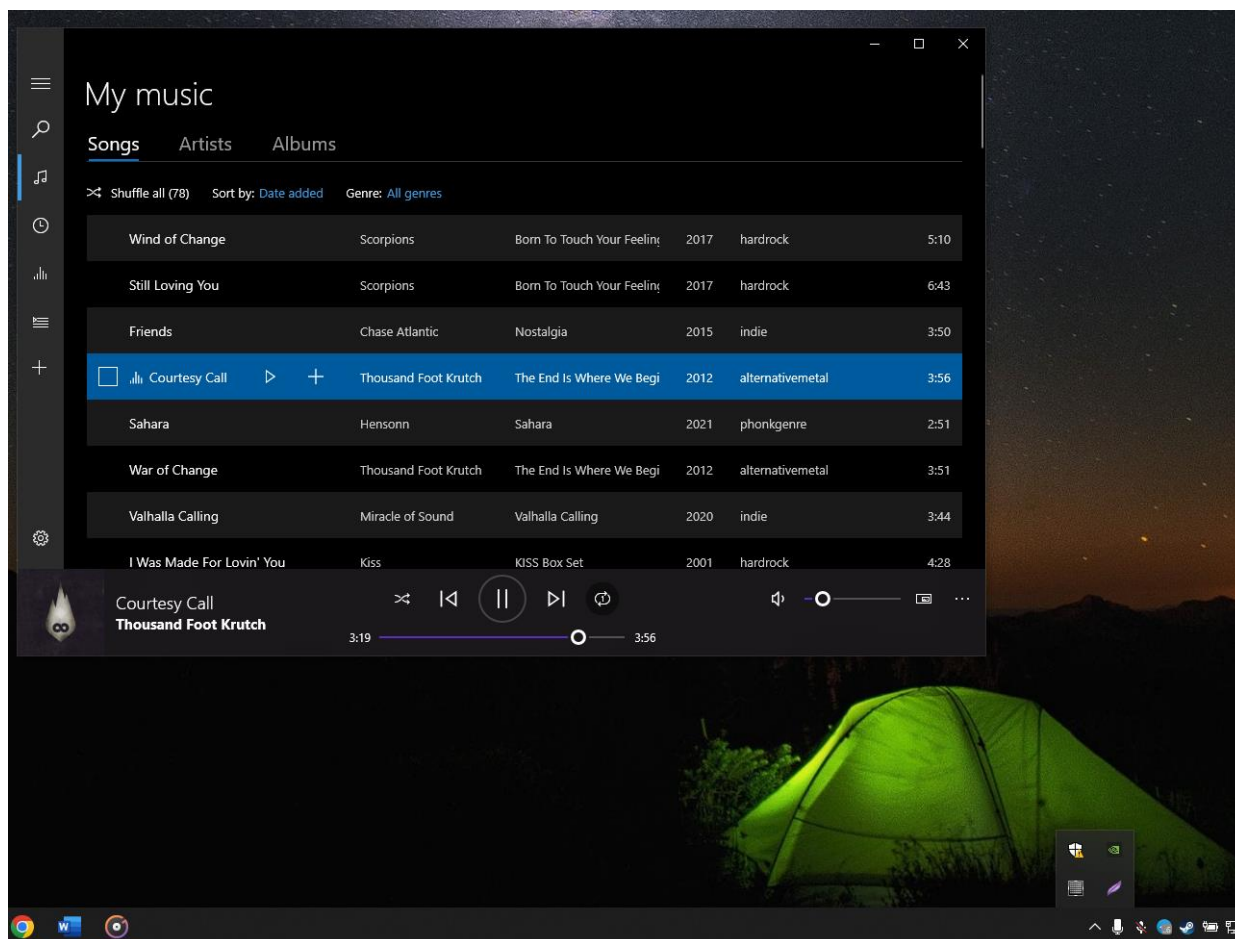 My music
Songs Artists Albums
Shuffle all (78) Sort by: Date added Genre: All genres
Wind of Change Scorpions Born To Touch Your Feeling 2017 hardrock 5:10
Still Loving You Scorpions Born To Touch Your Feeling 2017 hardrock 6:43
Friends Chase Atlantic Nostalgia 2015 indie 3:50
Courtesy Call Thousand Foot Krutch The End Is Where We Begi 2012 alternativemetal 3:56
Sahara Hensonn Sahara 2021 phonkgenre 2:51
War of Change Thousand Foot Krutch The End Is Where We Begi 2012 alternativemetal 3:51
Valhalla Calling Miracle of Sound Valhalla Calling 2020 indie 3:44
I Was Made For Lovin' You Kiss KISS Box Set 2001 hardrock 4:28
Courtesy Call
Thousand Foot Krutch
3:19 3:56